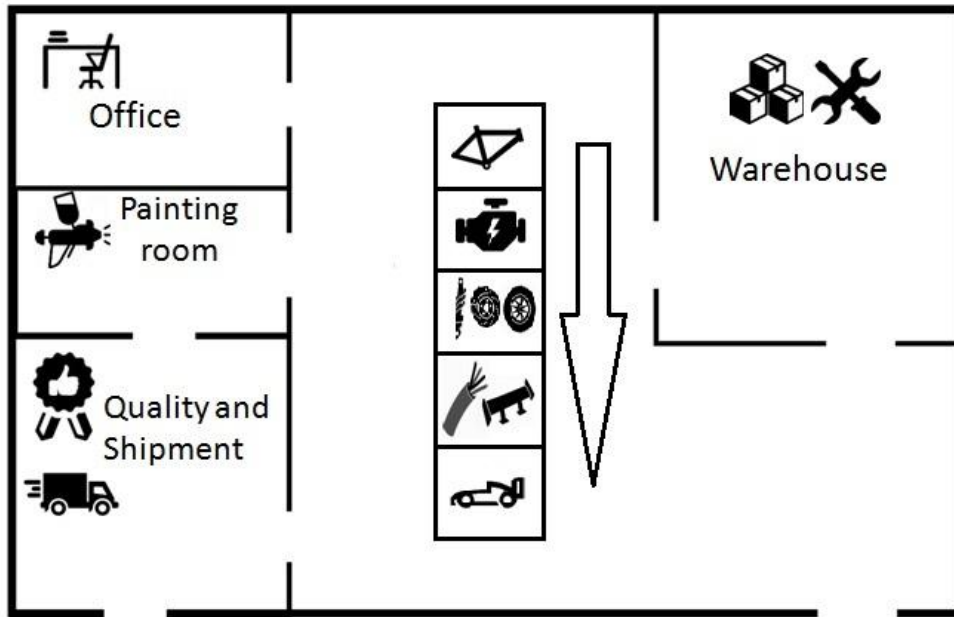 Office
Warehouse
Painting
room
Quality and
Shipment